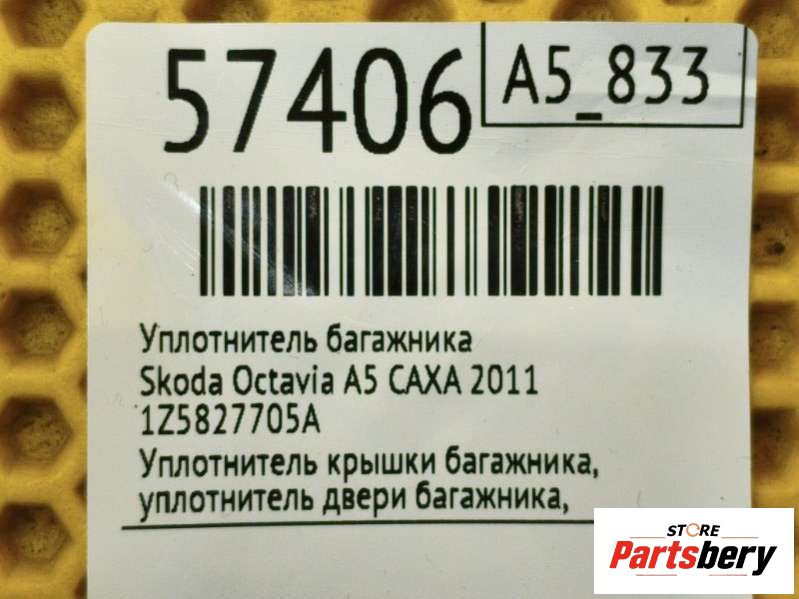 57406
A5_833
Уплотнитель багажника
Skoda Octavia A5 CAXA 2011
1Z5827705A
Уплотнитель крышки багажника,
уплотнитель двери багажника,
STORE
Partsbery